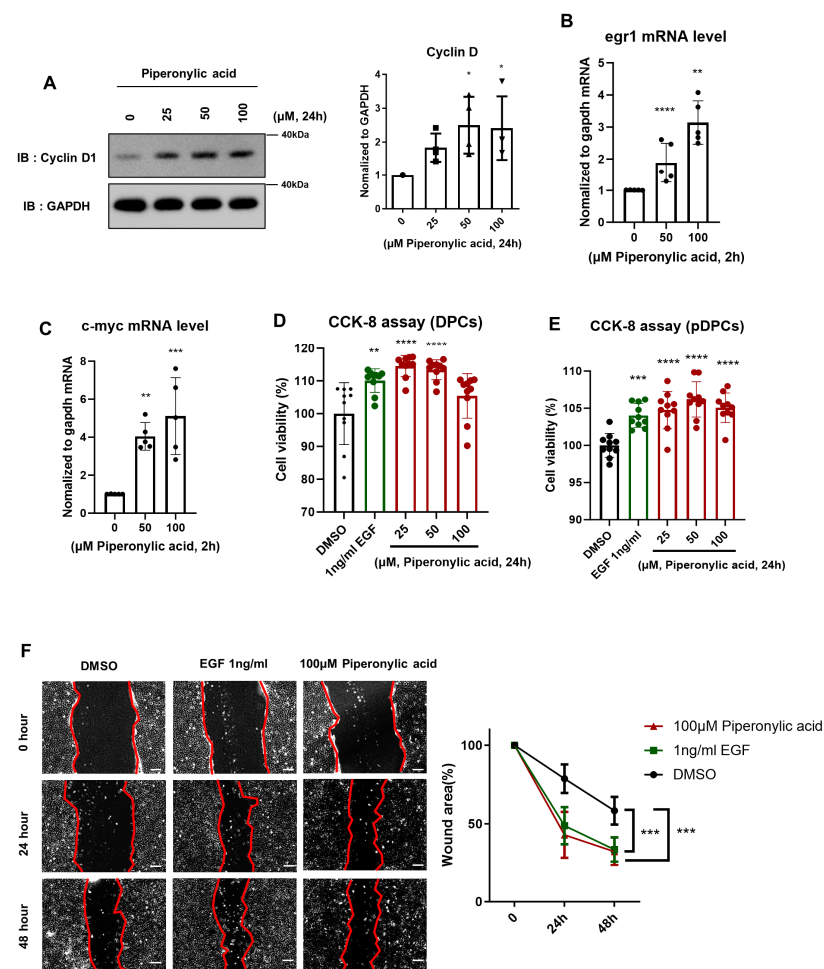 A
Piperonylic acid
0 25 50 100 (μM, 24h)
IB : Cyclin D1
40kDa
IB : GAPDH
40kDa
Cyclin D
Nomalized to GAPDH
4
3
2
1
0
* *
0 25 50 100
(μM Piperonylic acid, 24h)
B
egr1 mRNA level
Nomalized to gapdh mRNA
5
4
3
2
1
0
**** **
0 50 100
(μM Piperonylic acid, 2h)
C
c-myc mRNA level
Nomalized to gapdh mRNA
8
6
4
2
0
** ***
0 50 100
(μM Piperonylic acid, 2h)
D
CCK-8 assay (DPCs)
Cell viability (%)
120
110
100
90
80
70
** **** ****
DMSO 1ng/ml EGF 25 50 100
(μM, Piperonylic acid, 24h)
E
CCK-8 assay (pDPCs)
Cell viability (%)
110
105
100
95
90
*** **** **** ****
DMSO EGF 1ng/ml 25 50 100
(μM, Piperonylic acid, 24h)
F
DMSO EGF 1ng/ml 100μM Piperonylic acid
0 hour
24 hour
48 hour
Wound area(%)
100
50
0
0 24h 48h
100μM Piperonylic acid
1ng/ml EGF
DMSO
*** ***